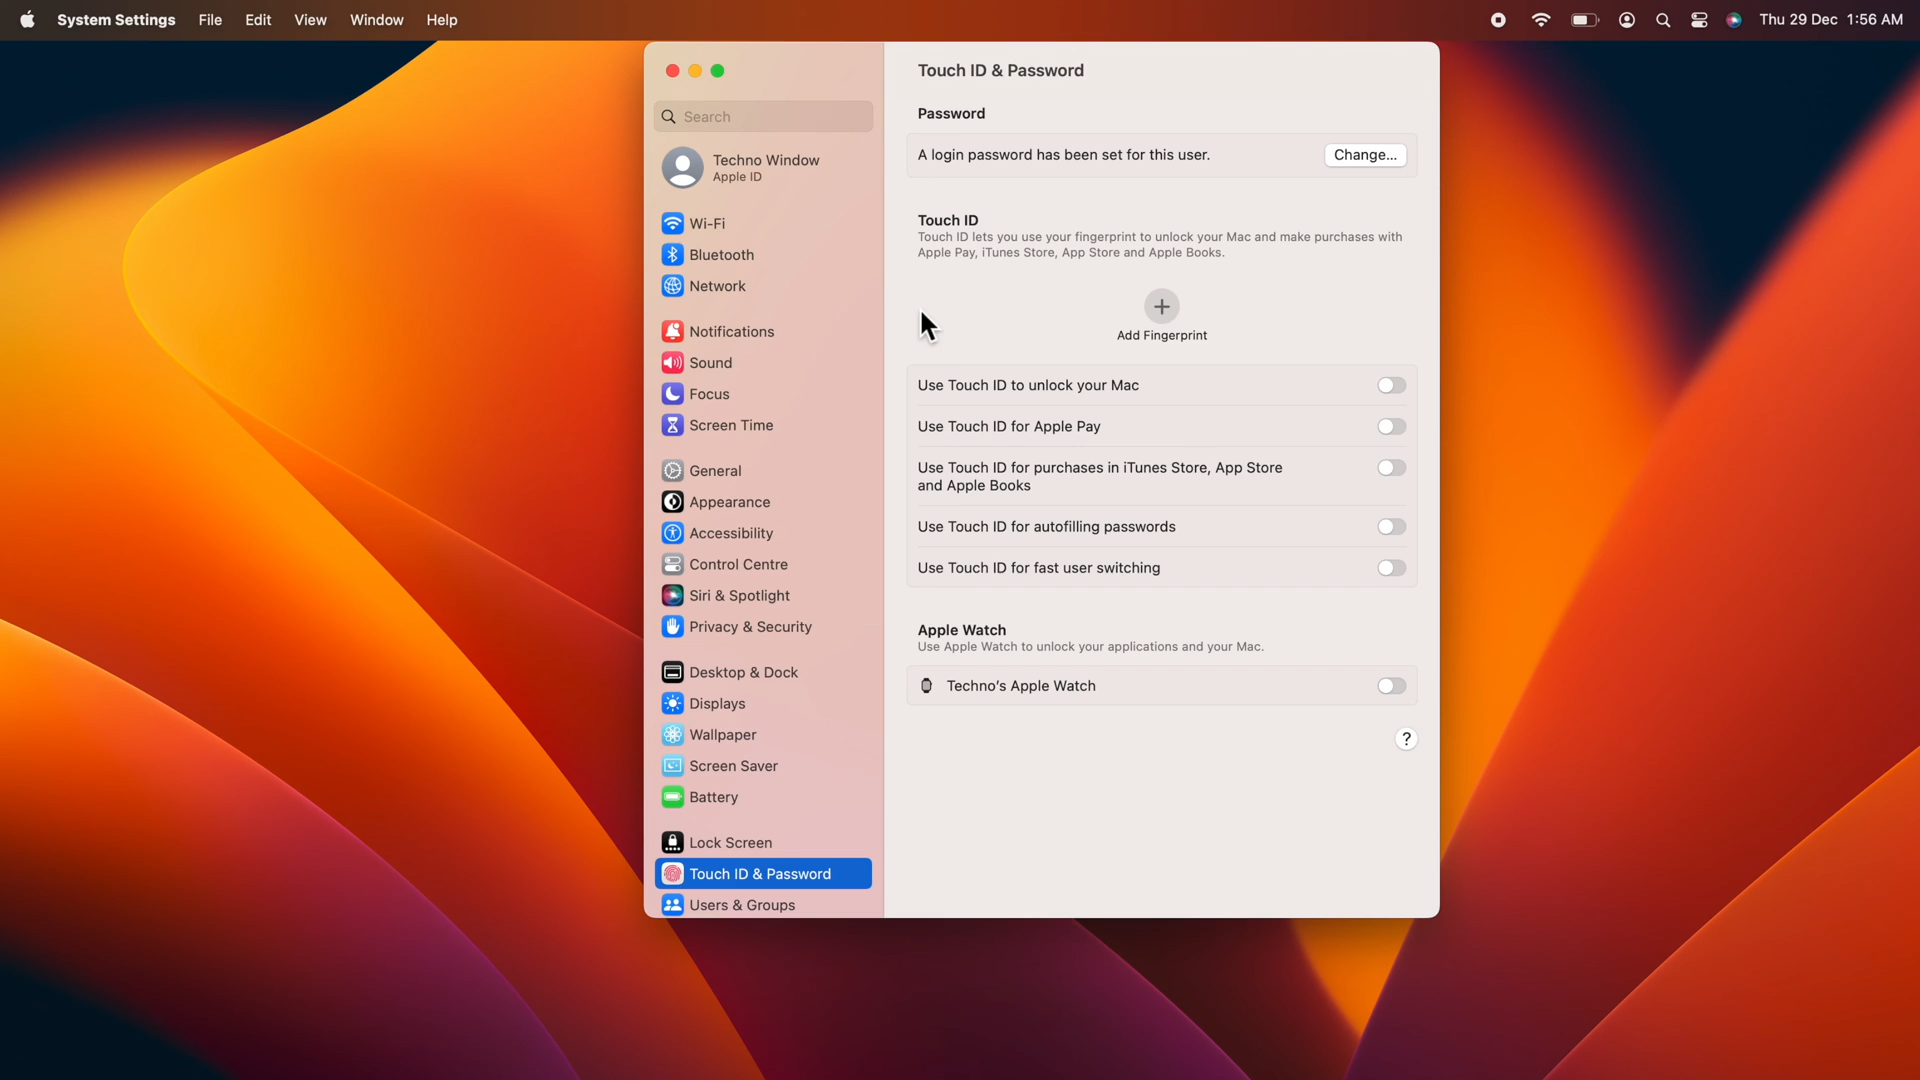 System Settings File Edit View Window Help Thu 29 Dec 1:56 AM
Search
Techno Window
Apple ID
Wi-Fi
Bluetooth
Network
Notifications
Sound
Focus
Screen Time
General
Appearance
Accessibility
Control Centre
Siri & Spotlight
Privacy & Security
Desktop & Dock
Displays
Wallpaper
Screen Saver
Battery
Lock Screen
Touch ID & Password
Users & Groups
Touch ID & Password
Password
A login password has been set for this user. Change...
Touch ID
Touch ID lets you use your fingerprint to unlock your Mac and make purchases with
Apple Pay, iTunes Store, App Store and Apple Books.
+
Add Fingerprint
Use Touch ID to unlock your Mac
Use Touch ID for Apple Pay
Use Touch ID for purchases in iTunes Store, App Store
and Apple Books
Use Touch ID for autofilling passwords
Use Touch ID for fast user switching
Apple Watch
Use Apple Watch to unlock your applications and your Mac.
Techno's Apple Watch
?